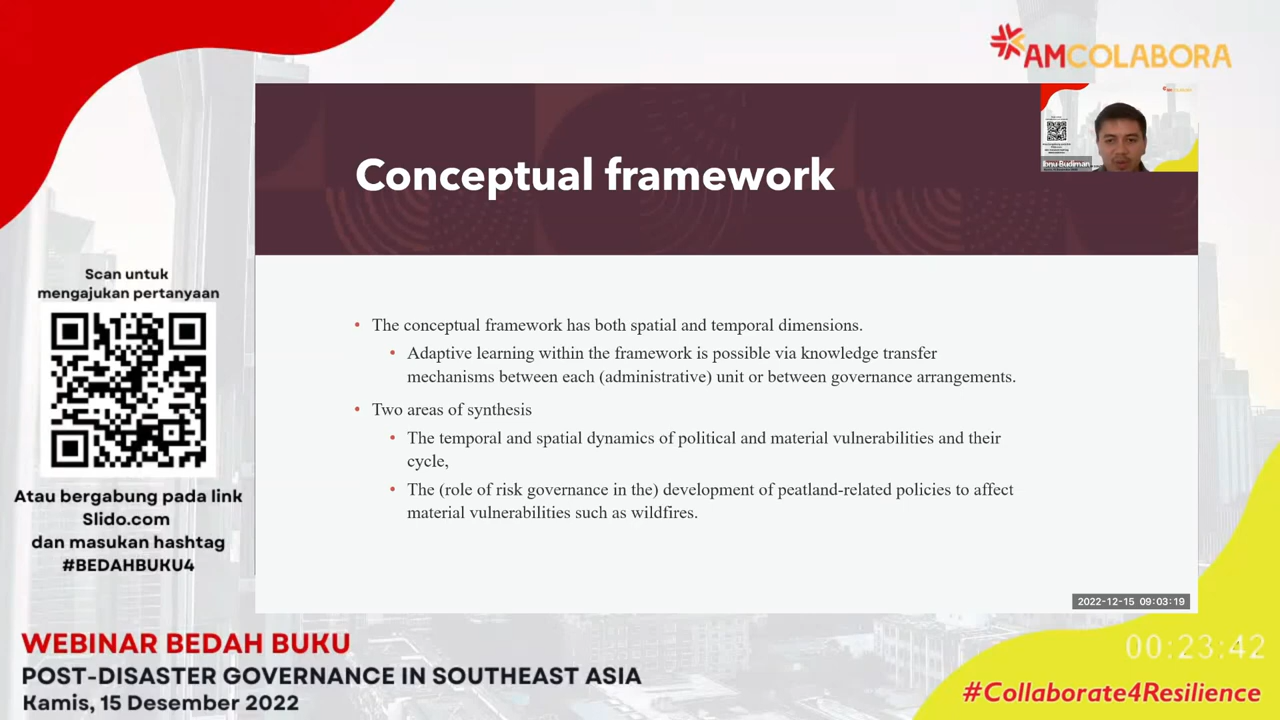 AMCOLABORA
Ibnu Budiman
Conceptual framework
• The conceptual framework has both spatial and temporal dimensions.
• Adaptive learning within the framework is possible via knowledge transfer
mechanisms between each (administrative) unit or between governance arrangements.
• Two areas of synthesis
• The temporal and spatial dynamics of political and material vulnerabilities and their
cycle,
• The (role of risk governance in the) development of peatland-related policies to affect
material vulnerabilities such as wildfires.
2022-12-15 09:03:19
Scan untuk
mengajukan pertanyaan
Atau bergabung pada link
Slido.com
dan masukan hashtag
#BEDAHBUKU4
WEBINAR BEDAH BUKU
POST-DISASTER GOVERNANCE IN SOUTHEAST ASIA
Kamis, 15 Desember 2022
00:23:42
#Collaborate4Resilience